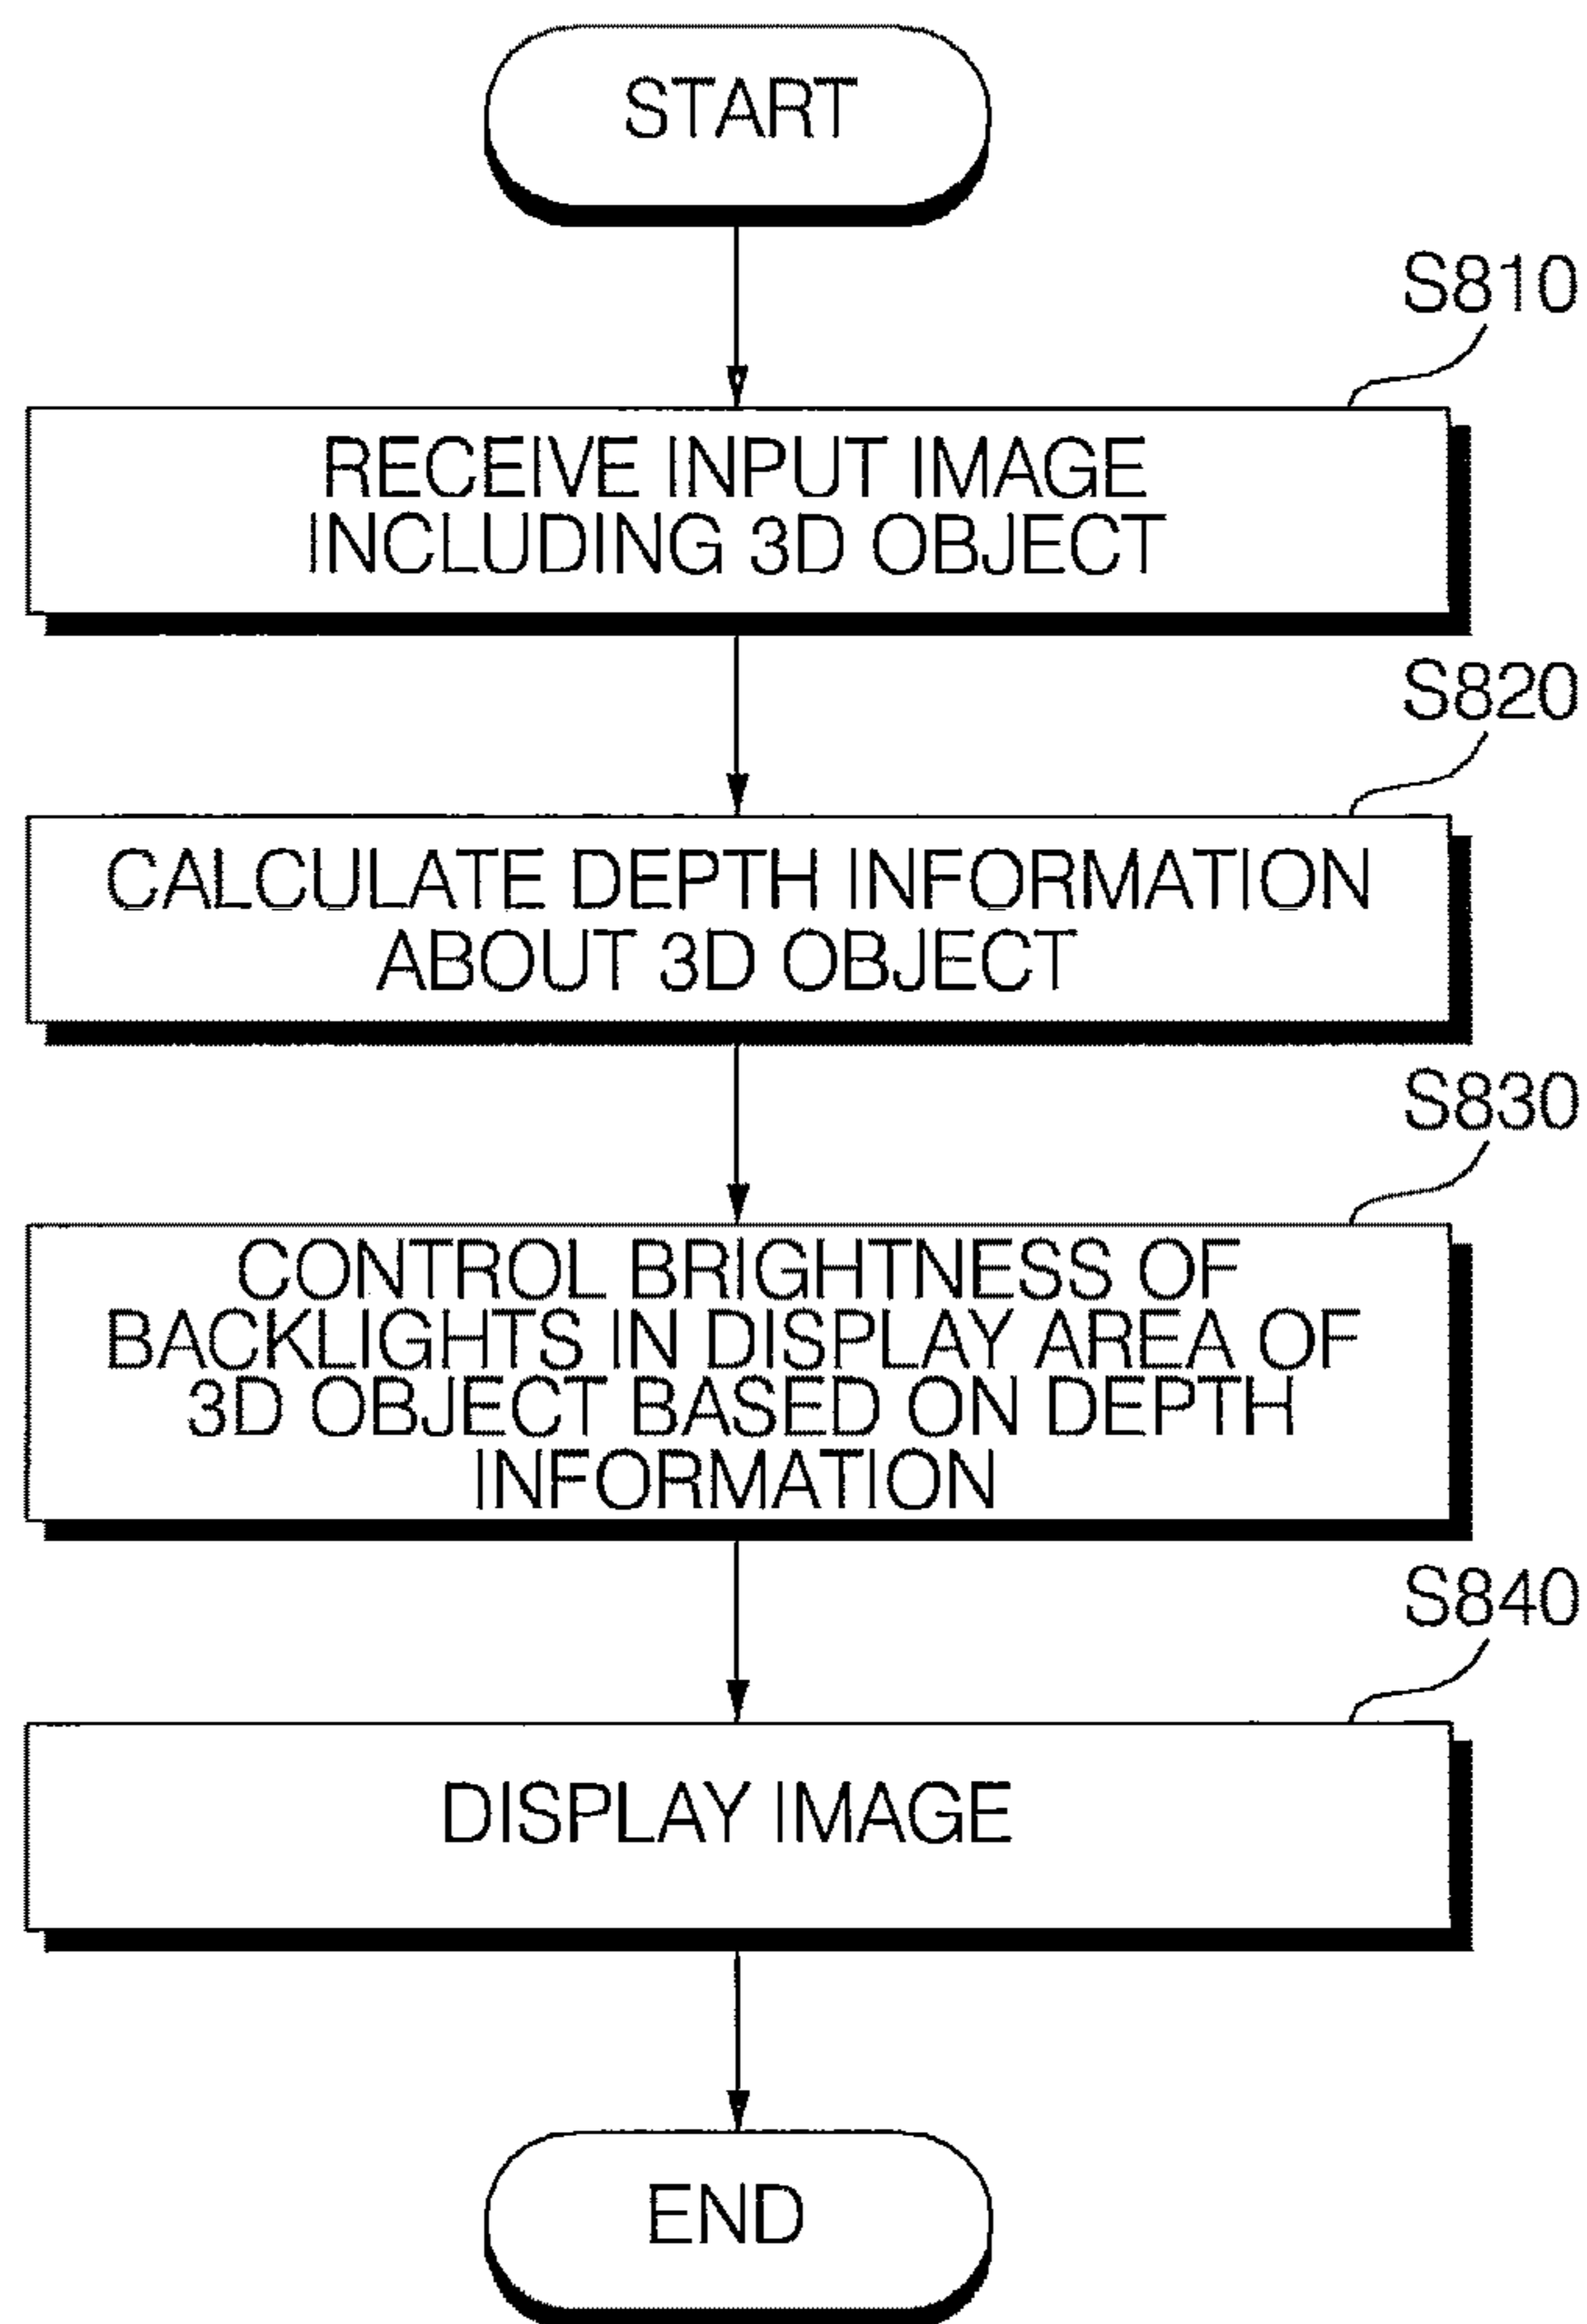 START
S810
RECEIVE INPUT IMAGE
INCLUDING 3D OBJECT
S820
CALCULATE DEPTH INFORMATION
ABOUT 3D OBJECT
S830
CONTROL BRIGHTNESS OF
BACKLIGHTS IN DISPLAY AREA OF
3D OBJECT BASED ON DEPTH
INFORMATION
S840
DISPLAY IMAGE
END